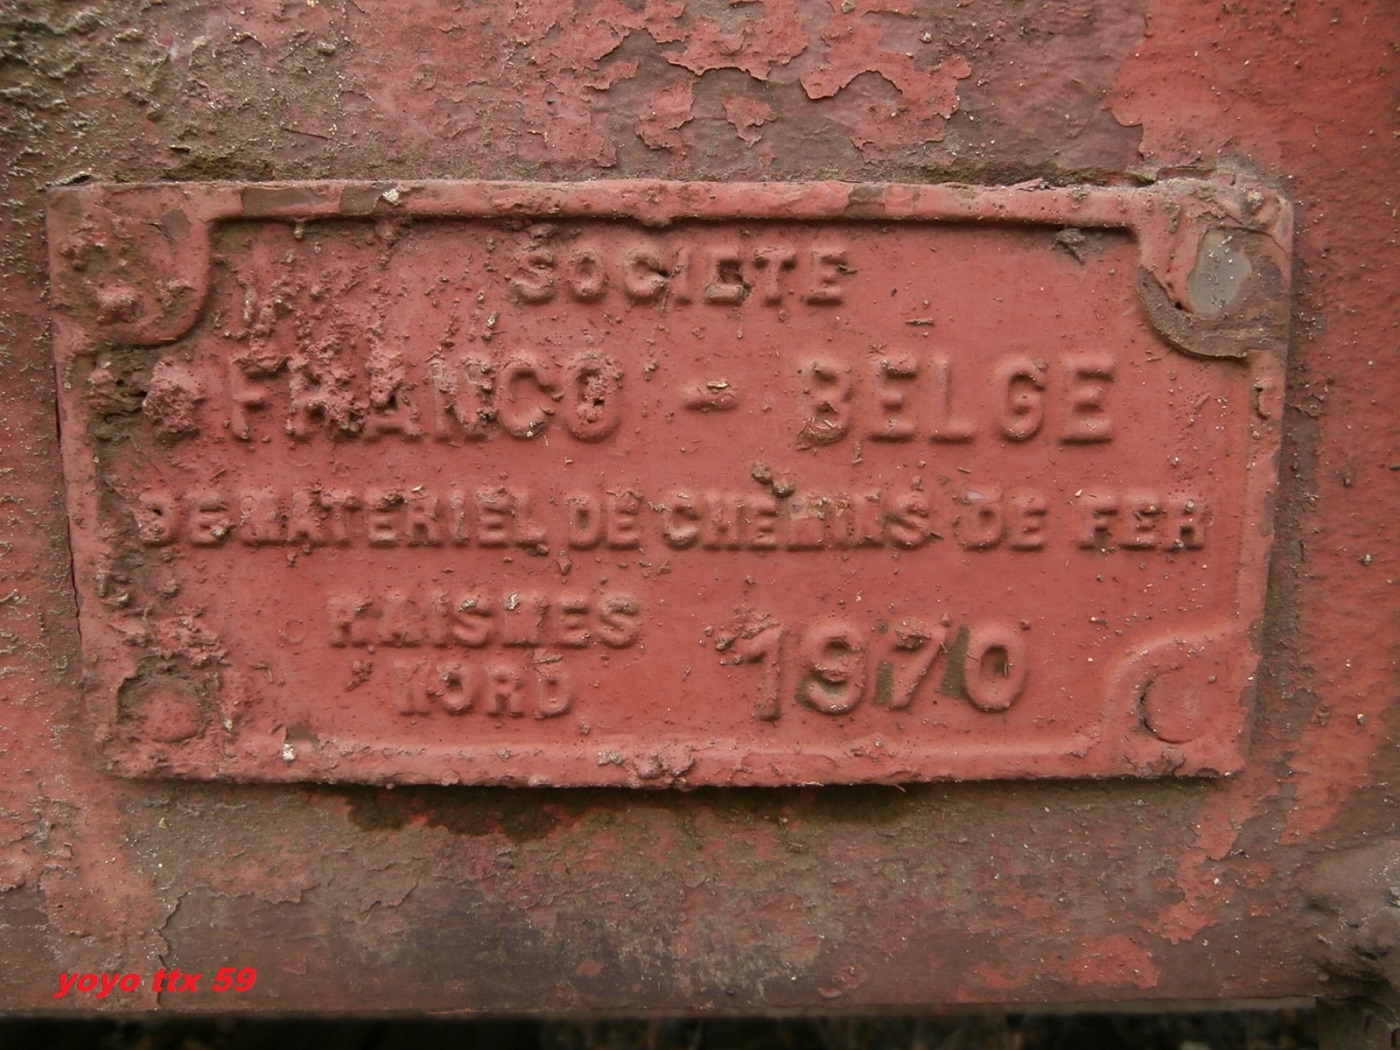 SOCIETE
FRANCO - BELGE
DE MATERIEL DE CHEMINS DE FER
RAISMES
NORD
1970
yoyo ttx 59